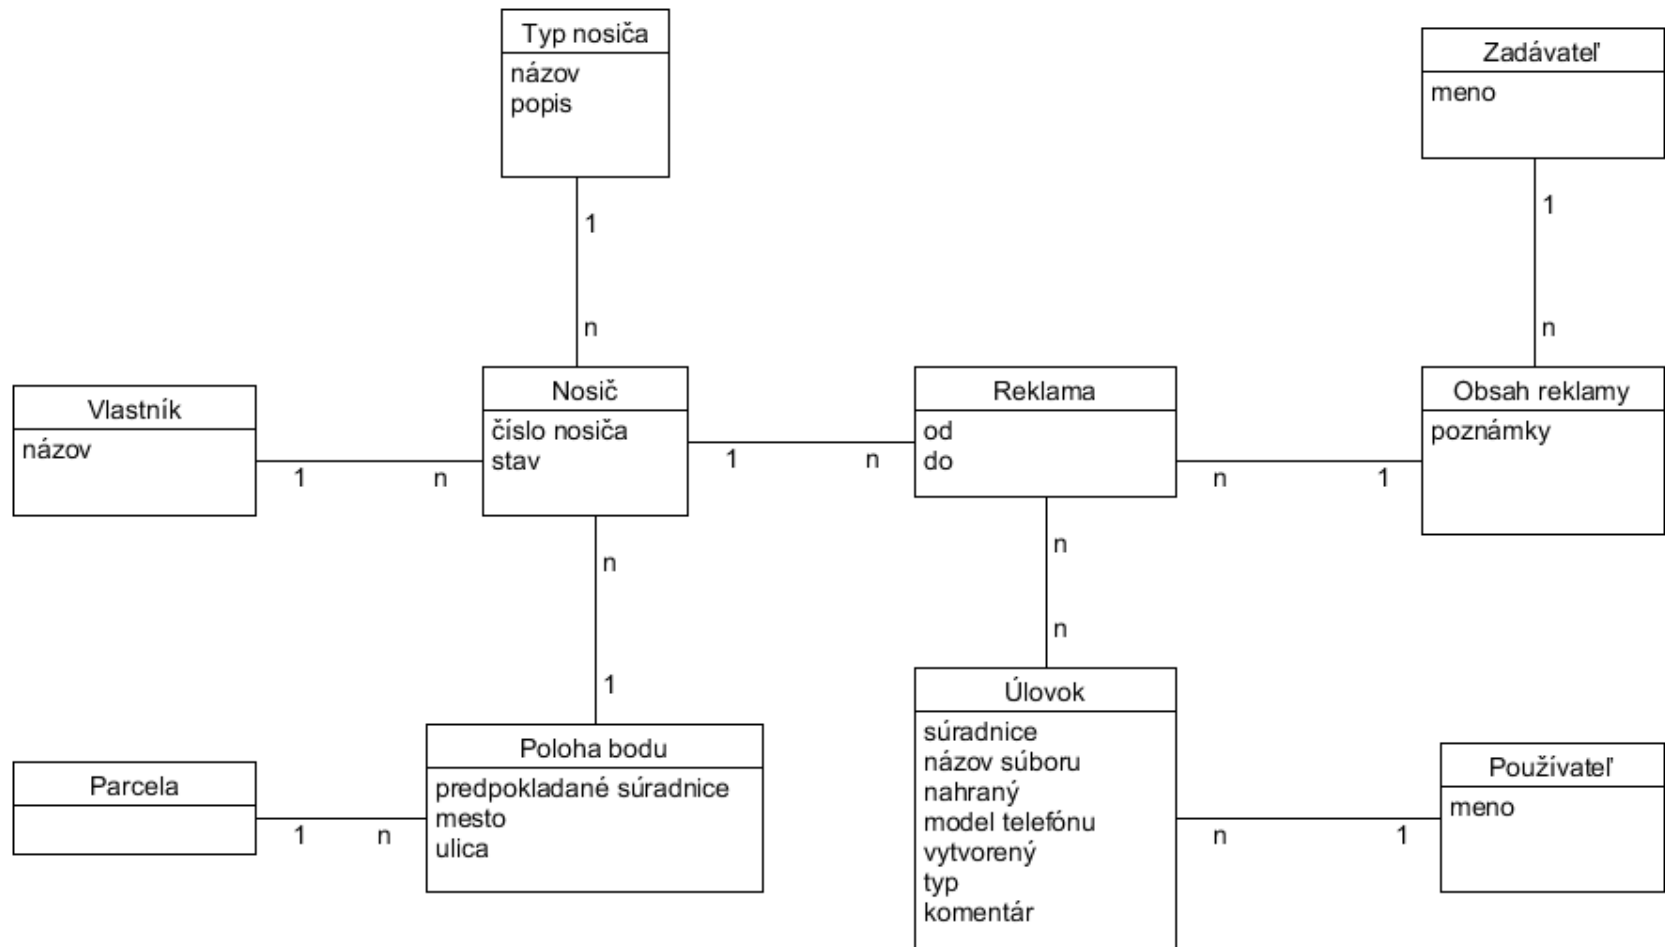 Typ nosiča
názov
popis
Zadávateľ
meno
1
n
1
n
Vlastník
názov
1
n
Nosič
číslo nosiča
stav
1
n
Reklama
od
do
n
1
Obsah reklamy
poznámky
n
1
n
n
Parcela
1
n
Poloha bodu
predpokladané súradnice
mesto
ulica
Úlovok
súradnice
názov súboru
nahraný
model telefónu
vytvorený
typ
komentár
n
1
Používateľ
meno